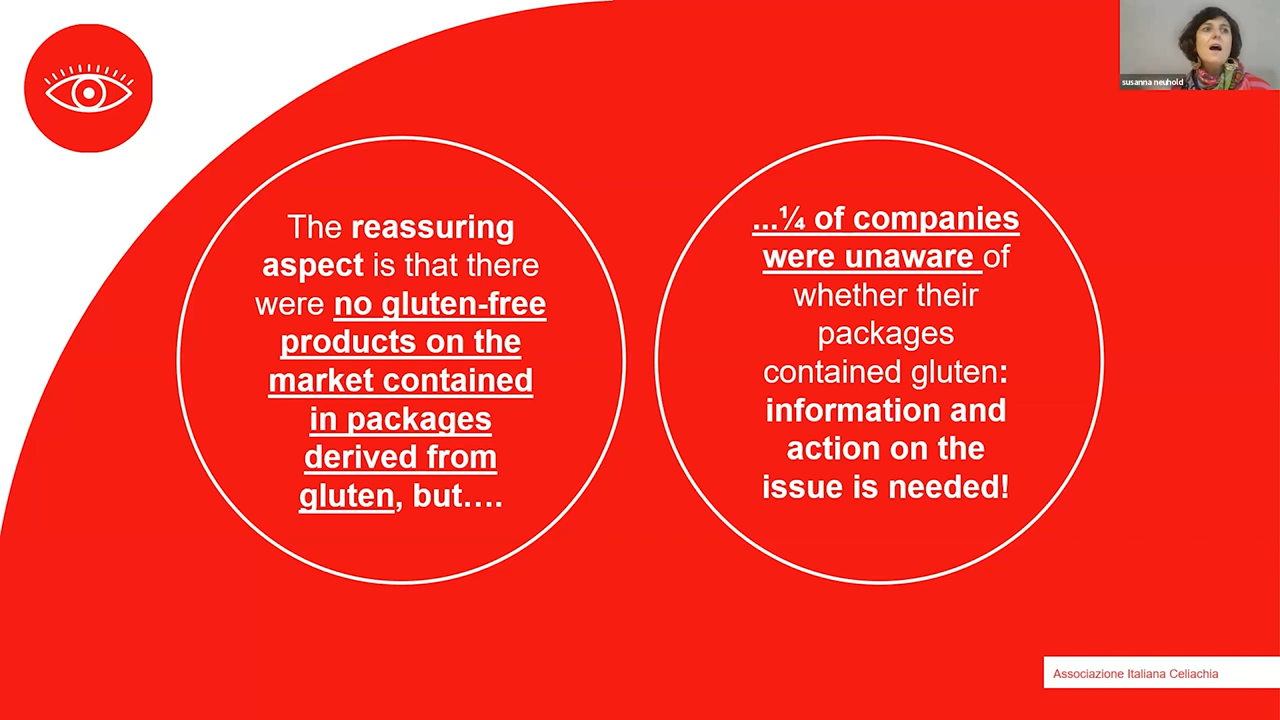 susanna neuhold
The reassuring
aspect is that there
were no gluten-free
products on the
market contained
in packages
derived from
gluten, but....
...¼ of companies
were unaware of
whether their
packages
contained gluten:
information and
action on the
issue is needed!
Associazione Italiana Celiachia